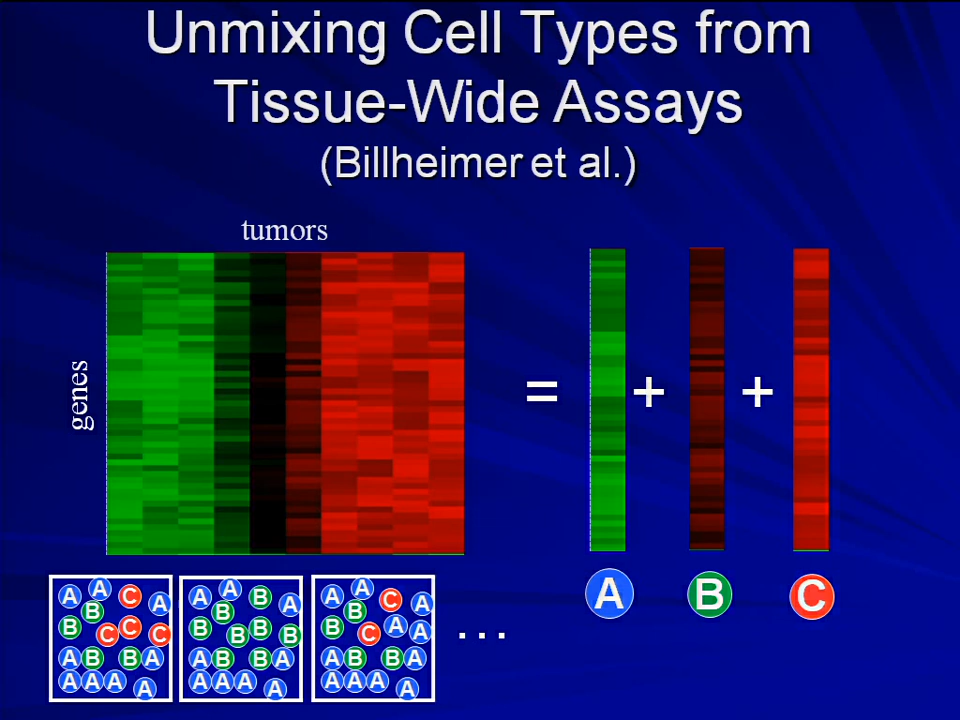 Unmixing Cell Types from
Tissue-Wide Assays
(Billheimer et al.)
tumors
genes
= + +
A B C
A A C A
B B C C C
A B B A
A A A A
A A B A
B B B B B
A B B A
A A A A
A A C A
B B C A A
A B B A
A A A A
...